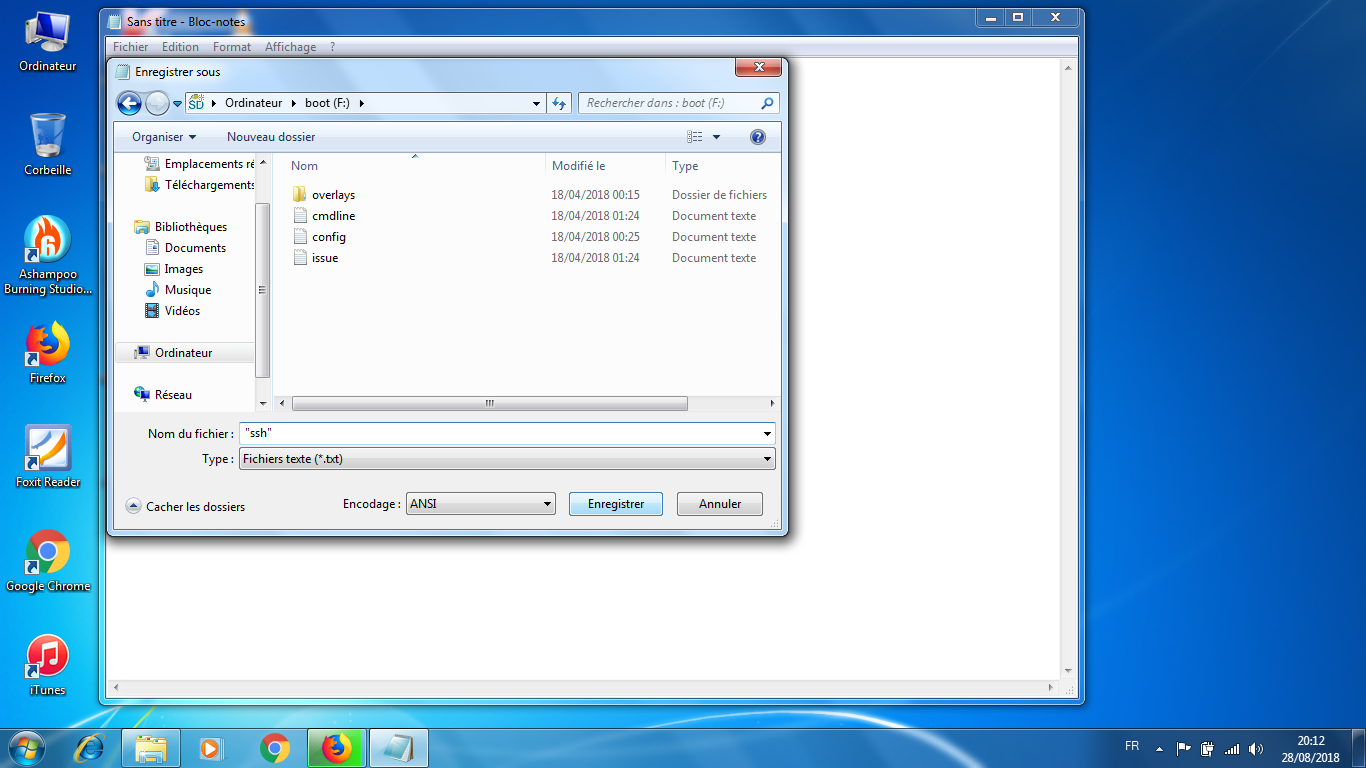 Ordinateur
Corbeille
Ashampoo
Burning Studio...
Firefox
Foxit Reader
Google Chrome
iTunes
Sans titre - Bloc-notes
Fichier Edition Format Affichage ?
Enregistrer sous
SD Ordinateur boot (F:)
Rechercher dans : boot (F:)
Organiser Nouveau dossier
Emplacements ré
Téléchargements
Bibliothèques
Documents
Images
Musique
Vidéos
Ordinateur
Réseau
Nom Modifié le Type
overlays 18/04/2018 00:15 Dossier de fichiers
cmdline 18/04/2018 01:24 Document texte
config 18/04/2018 00:25 Document texte
issue 18/04/2018 01:24 Document texte
Nom du fichier : "ssh"
Type : Fichiers texte (*.txt)
Cacher les dossiers Encodage : ANSI Enregistrer Annuler
FR 20:12
28/08/2018